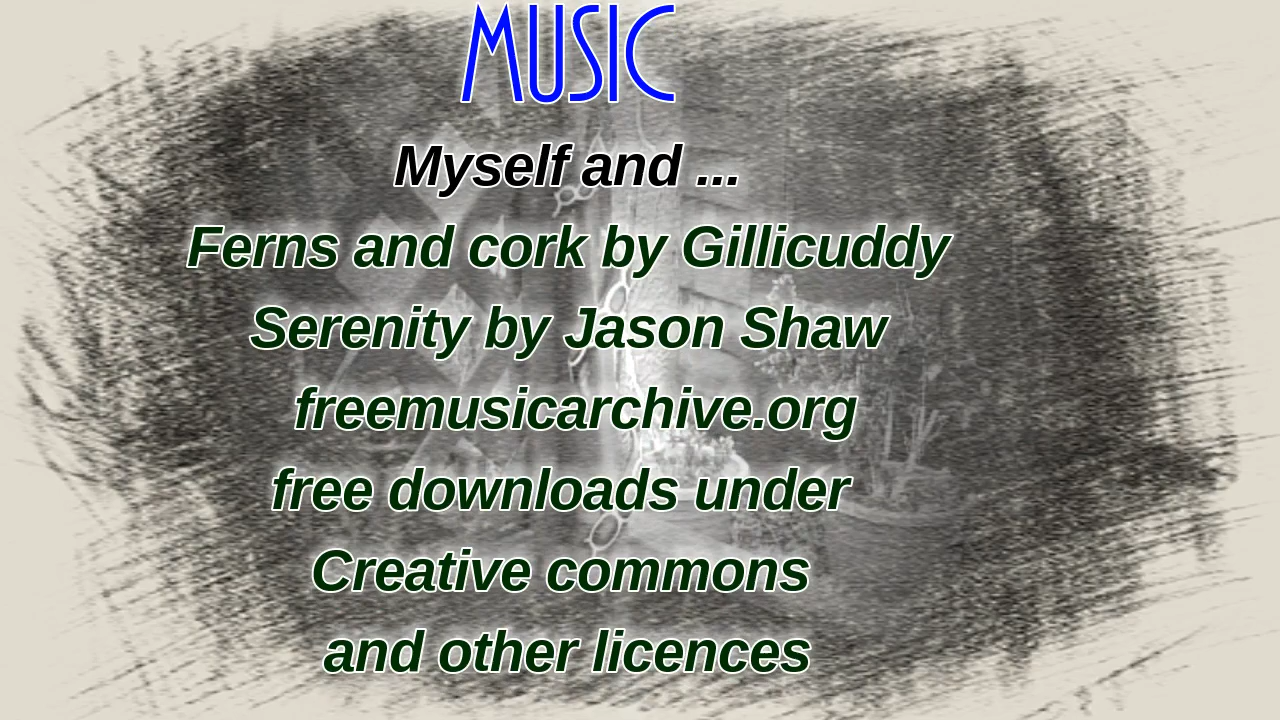 MUSIC
Myself and ...
Ferns and cork by Gillicuddy
Serenity by Jason Shaw
freemusicarchive.org
free downloads under
Creative commons
and other licences